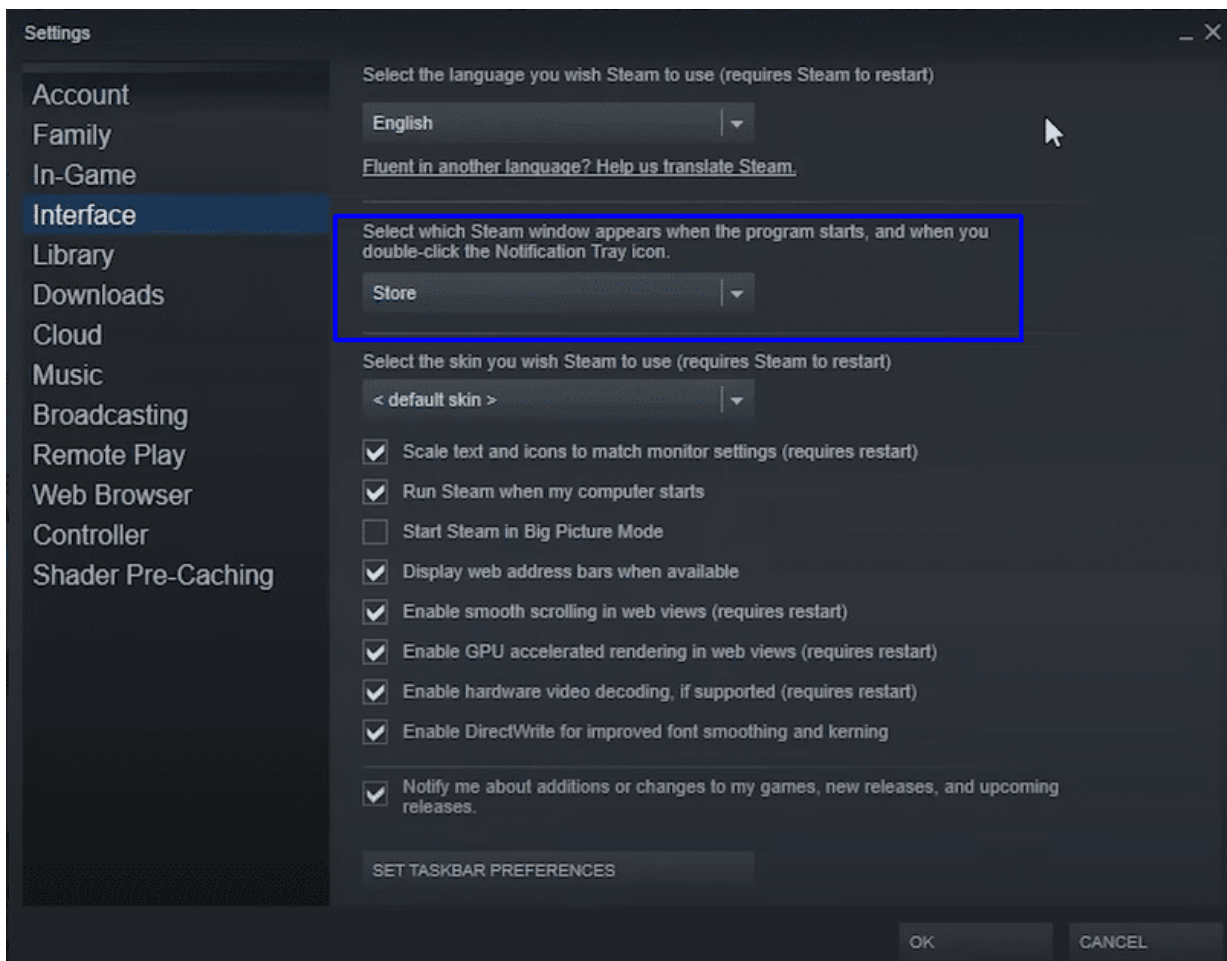 Settings
Account
Family
In-Game
Interface
Library
Downloads
Cloud
Music
Broadcasting
Remote Play
Web Browser
Controller
Shader Pre-Caching
Select the language you wish Steam to use (requires Steam to restart)
English
Fluent in another language? Help us translate Steam.
Select which Steam window appears when the program starts, and when you
double-click the Notification Tray icon.
Store
Select the skin you wish Steam to use (requires Steam to restart)
< default skin >
Scale text and icons to match monitor settings (requires restart)
Run Steam when my computer starts
Start Steam in Big Picture Mode
Display web address bars when available
Enable smooth scrolling in web views (requires restart)
Enable GPU accelerated rendering in web views (requires restart)
Enable hardware video decoding, if supported (requires restart)
Enable DirectWrite for improved font smoothing and kerning
Notify me about additions or changes to my games, new releases, and upcoming
releases.
SET TASKBAR PREFERENCES
OK
CANCEL